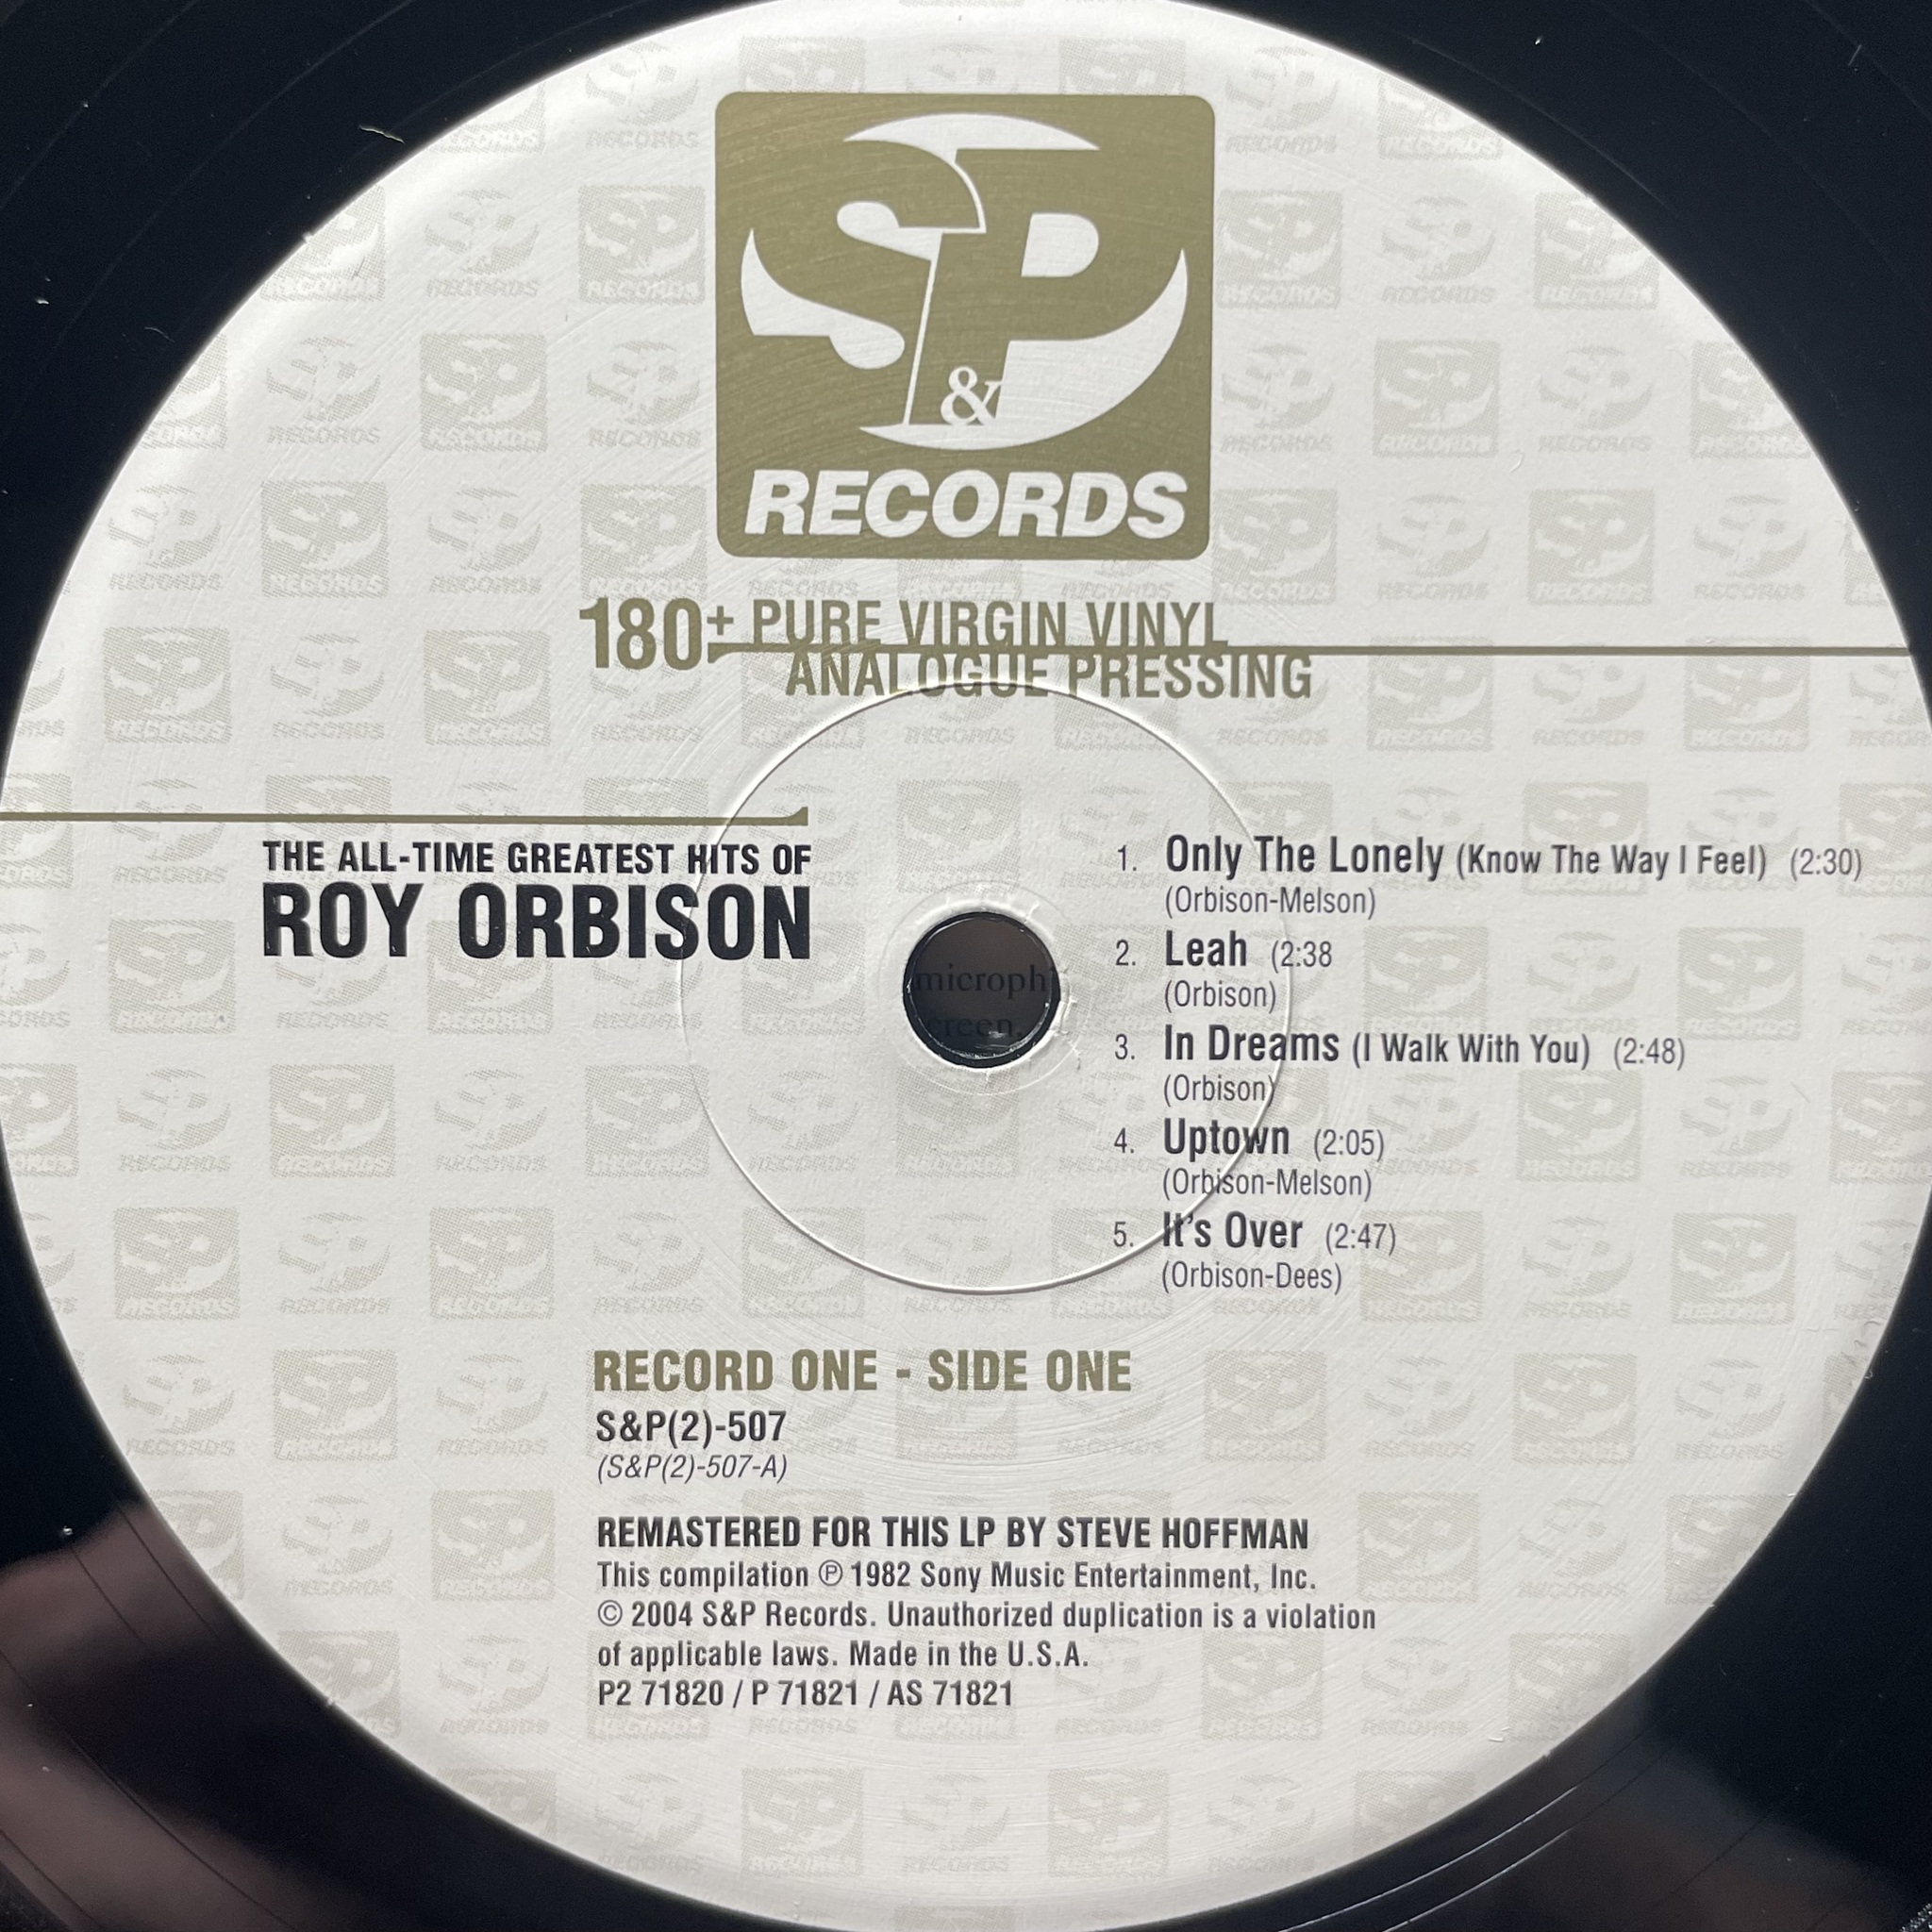 S&P
RECORDS
180+ PURE VIRGIN VINYL
ANALOGUE PRESSING
THE ALL-TIME GREATEST HITS OF
ROY ORBISON
1. Only The Lonely (Know The Way I Feel) (2:30)
(Orbison-Melson)
2. Leah (2:38
(Orbison)
3. In Dreams (I Walk With You) (2:48)
(Orbison)
4. Uptown (2:05)
(Orbison-Melson)
5. It's Over (2:47)
(Orbison-Dees)
microph
creen.
RECORD ONE - SIDE ONE
S&P(2)-507
(S&P(2)-507-A)
REMASTERED FOR THIS LP BY STEVE HOFFMAN
This compilation ℗ 1982 Sony Music Entertainment, Inc.
© 2004 S&P Records. Unauthorized duplication is a violation
of applicable laws. Made in the U.S.A.
P2 71820 / P 71821 / AS 71821